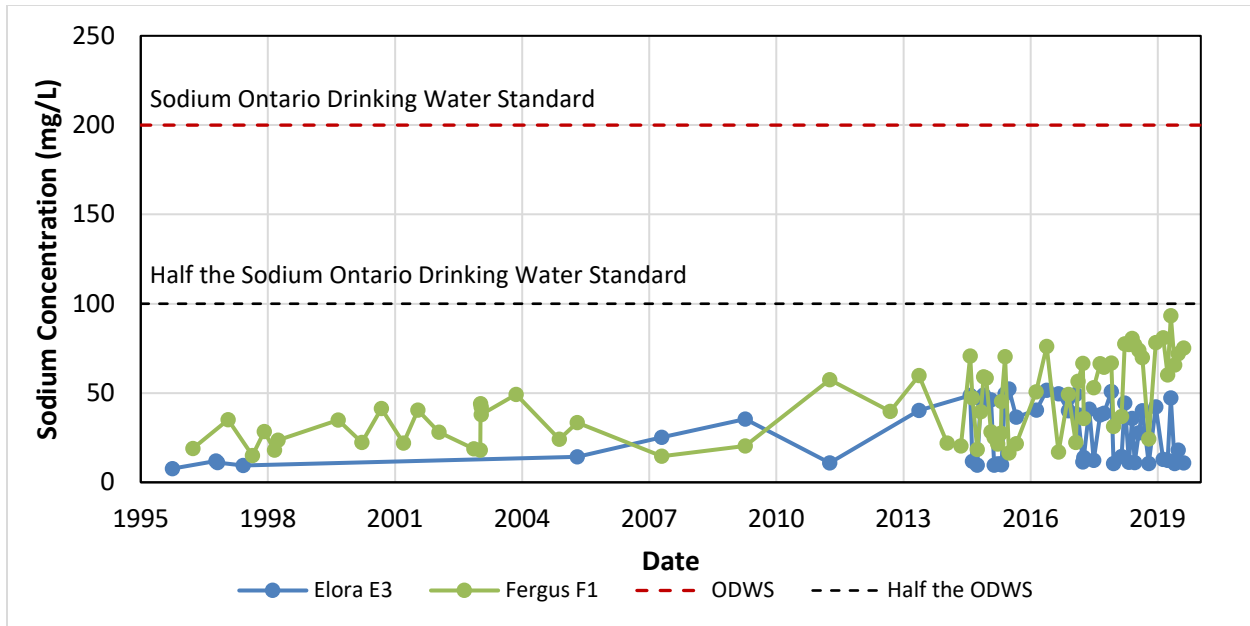 250
200
150
100
50
0
Sodium Concentration (mg/L)
Sodium Ontario Drinking Water Standard
Half the Sodium Ontario Drinking Water Standard
1995 1998 2001 2004 2007 2010 2013 2016 2019
Date
Elora E3 Fergus F1 ODWS Half the ODWS